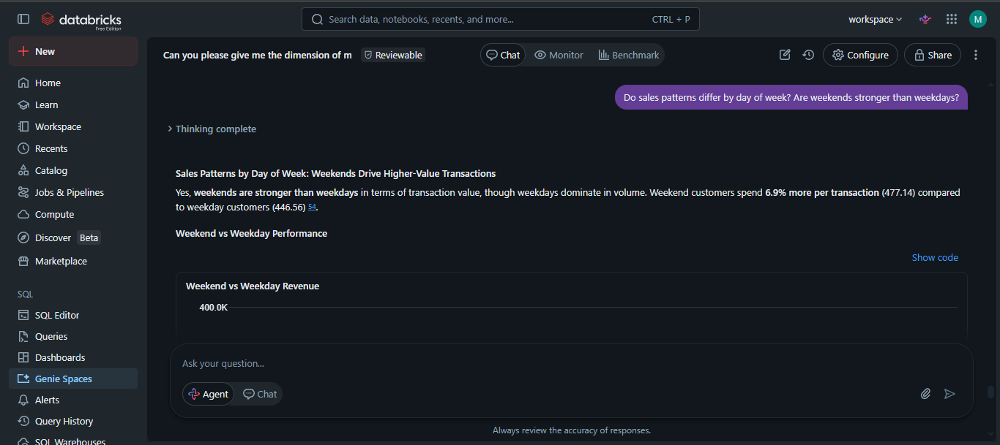 databricks
Free Edition
Search data, notebooks, recents, and more... CTRL + P
workspace
M
New
Home
Learn
Workspace
Recents
Catalog
Jobs & Pipelines
Compute
Discover Beta
Marketplace
SQL
SQL Editor
Queries
Dashboards
Genie Spaces
Alerts
Query History
SQL Warehouses
Can you please give me the dimension of m Reviewable Chat Monitor Benchmark Configure Share
Do sales patterns differ by day of week? Are weekends stronger than weekdays?
Thinking complete
Sales Patterns by Day of Week: Weekends Drive Higher-Value Transactions
Yes, weekends are stronger than weekdays in terms of transaction value, though weekdays dominate in volume. Weekend customers spend 6.9% more per transaction (477.14) compared
to weekday customers (446.56) 54.
Weekend vs Weekday Performance
Show code
Weekend vs Weekday Revenue
400.0K
Ask your question...
Agent Chat
Always review the accuracy of responses.